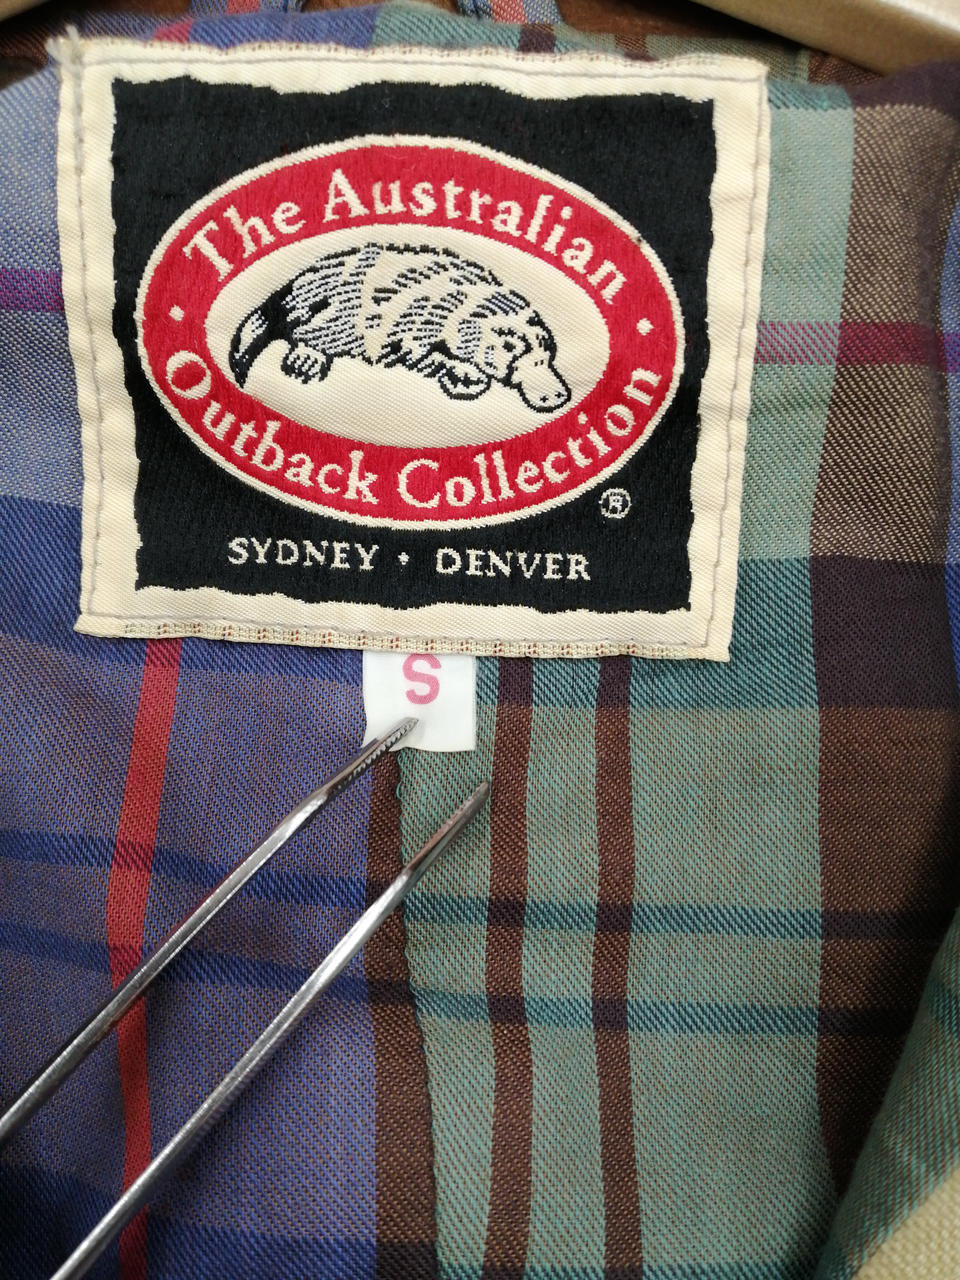 The Australian
Outback Collection
®
SYDNEY · DENVER
S